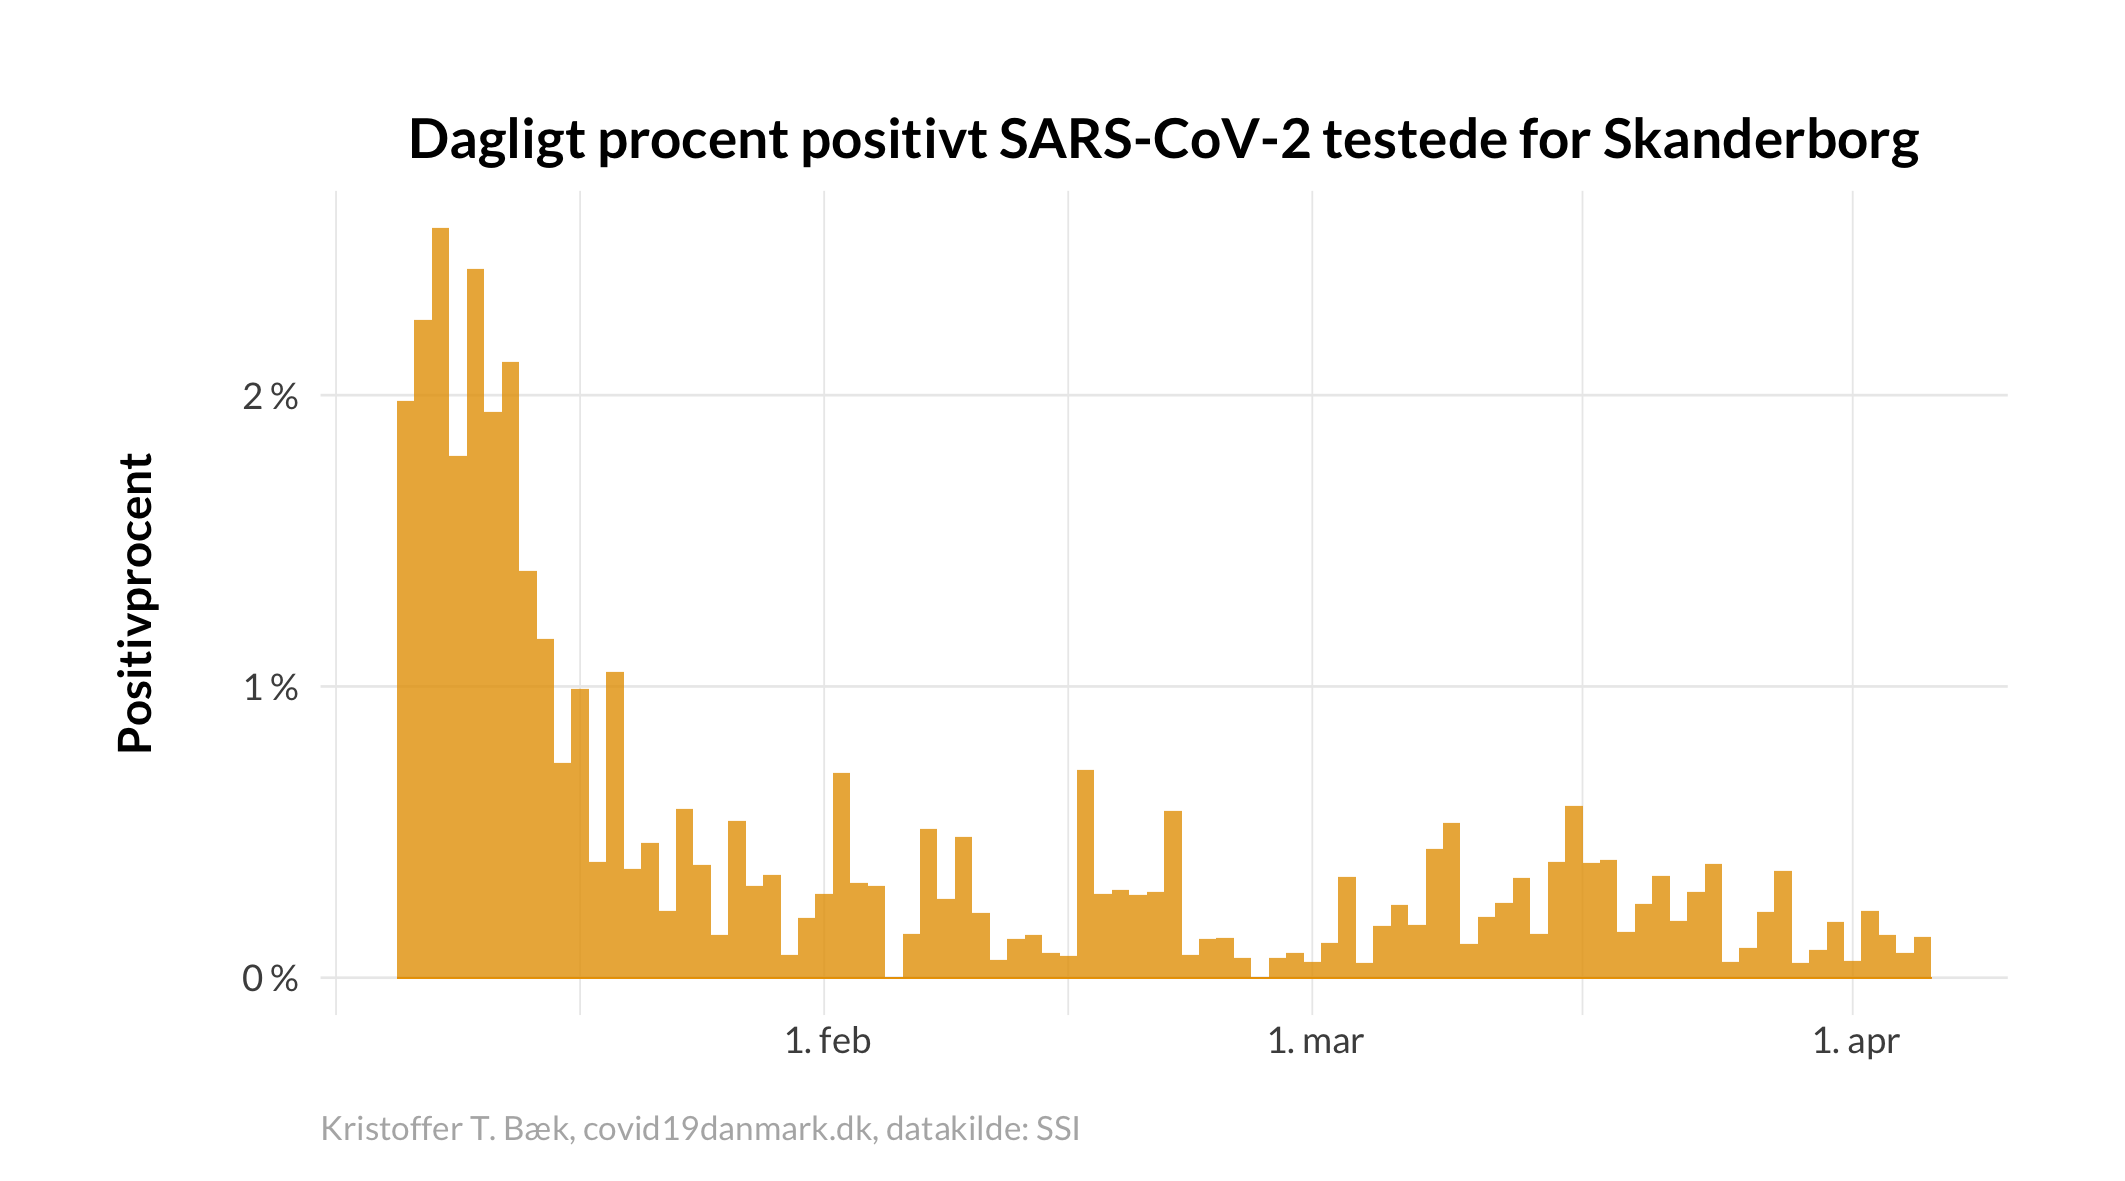 Dagligt procent positivt SARS-CoV-2 testede for Skanderborg
Positivprocent
2 %
1 %
0 %
1. feb
1. mar
1. apr
Kristoffer T. Bæk, covid19danmark.dk, datakilde: SSI